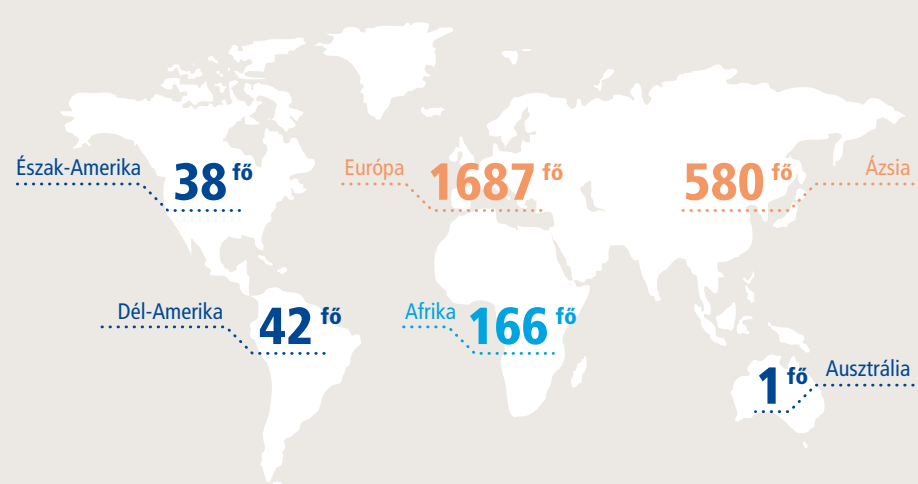 Észak-Amerika 38 fő
Európa 1687 fő
580 fő Ázsia
Dél-Amerika 42 fő
Afrika 166 fő
1 fő Ausztrália